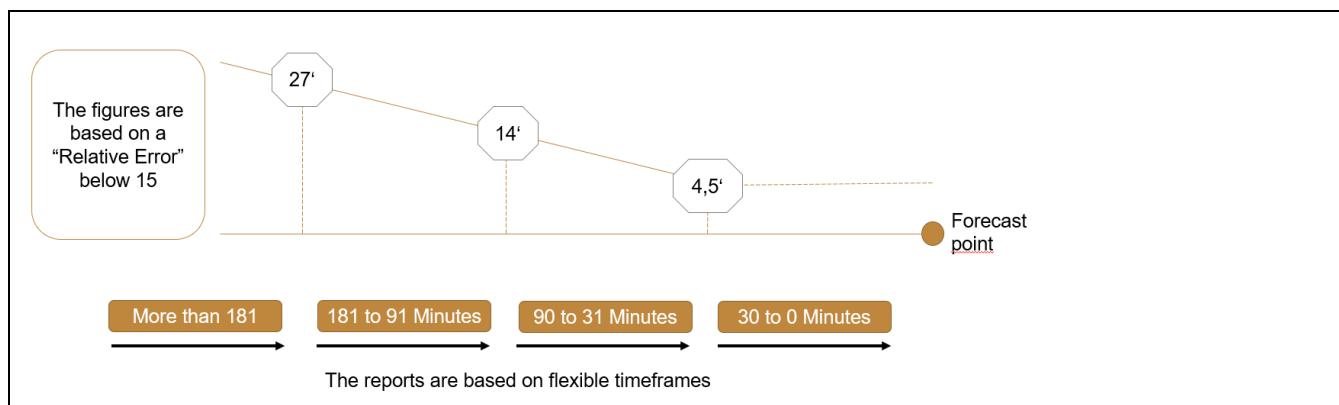 The figures are
based on a
“Relative Error”
below 15
27‘
14‘
4,5‘
Forecast
point
More than 181
181 to 91 Minutes
90 to 31 Minutes
30 to 0 Minutes
The reports are based on flexible timeframes